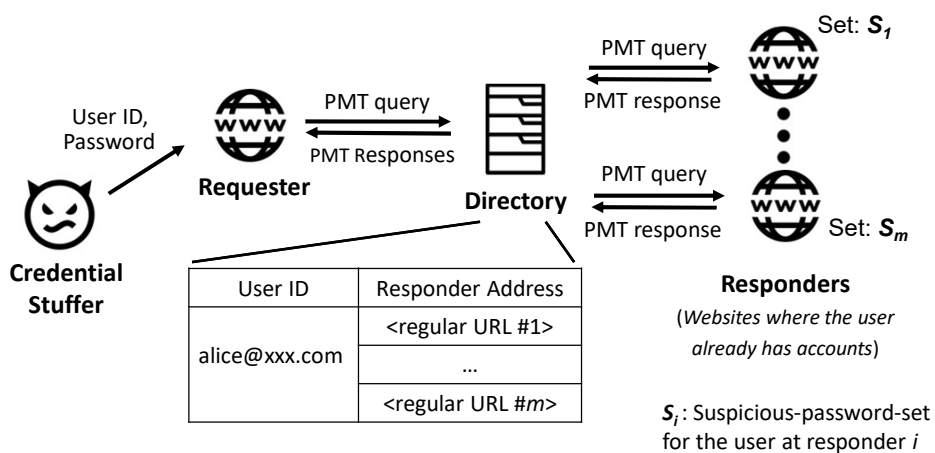 Set: S1
PMT query
PMT response
User ID,
Password
WWW
PMT query
PMT Responses
WWW
Requester
Directory
PMT query
PMT response
WWW
Set: Sm
Credential
Stuffer
User ID
Responder Address
alice@xxx.com
<regular URL #1>
...
<regular URL #m>
Responders
(Websites where the user
already has accounts)
Si : Suspicious-password-set
for the user at responder i